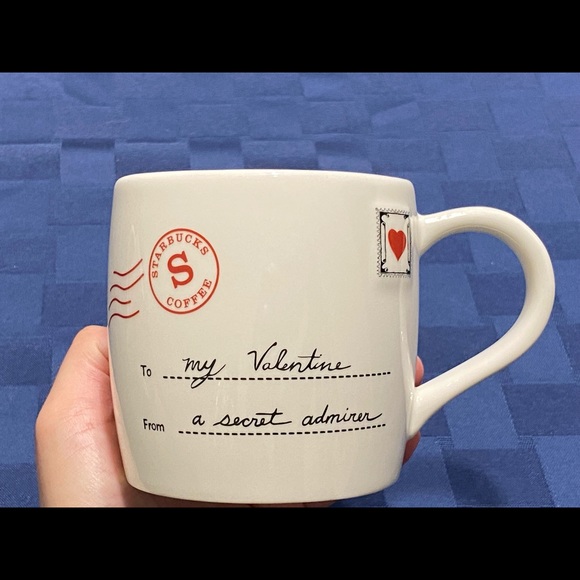 STARBUCKS
S
COFFEE
To my Valentine
From a secret admirer